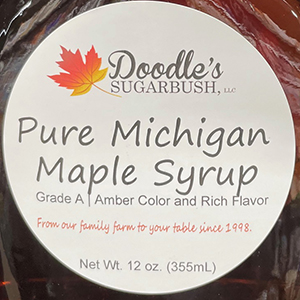 Doodle's
SUGARBUSH, LLC
Pure Michigan
Maple Syrup
Grade A | Amber Color and Rich Flavor
From our family farm to your table since 1998.
Net Wt. 12 oz. (355mL)